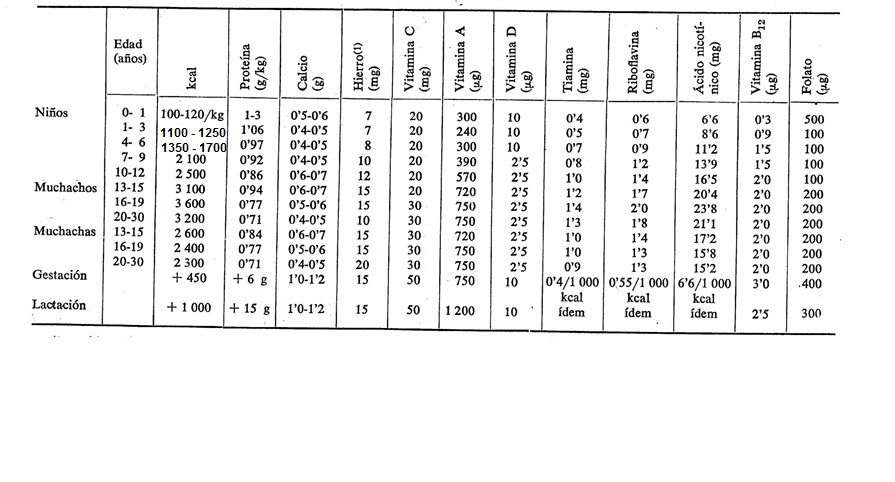 Edad (años) kcal Proteína (g/kg) Calcio (g) Hierro(1) (mg) Vitamina C (mg) Vitamina A (µg) Vitamina D (µg) Tiamina (mg) Riboflavina (mg) Ácido nicotí-nico (mg) Vitamina B12 (µg) Folato (µg)
Niños 0- 1 100-120/kg 1-3 0'5-0'6 7 20 300 10 0'4 0'6 6'6 0'3 500
1- 3 1100 - 1250 1'06 0'4-0'5 7 20 240 10 0'5 0'7 8'6 0'9 100
4- 6 1350 - 1700 0'97 0'4-0'5 8 20 300 10 0'7 0'9 11'2 1'5 100
7- 9 2 100 0'92 0'4-0'5 10 20 390 2'5 0'8 1'2 13'9 1'5 100
10-12 2 500 0'86 0'6-0'7 12 20 570 2'5 1'0 1'4 16'5 2'0 100
Muchachos 13-15 3 100 0'94 0'6-0'7 15 20 720 2'5 1'2 1'7 20'4 2'0 200
16-19 3 600 0'77 0'5-0'6 15 30 750 2'5 1'4 2'0 23'8 2'0 200
20-30 3 200 0'71 0'4-0'5 10 30 750 2'5 1'3 1'8 21'1 2'0 200
Muchachas 13-15 2 600 0'84 0'6-0'7 15 30 720 2'5 1'0 1'4 17'2 2'0 200
16-19 2 400 0'77 0'5-0'6 15 30 750 2'5 1'0 1'3 15'8 2'0 200
20-30 2 300 0'71 0'4-0'5 20 30 750 2'5 0'9 1'3 15'2 2'0 200
Gestación + 450 + 6 g 1'0-1'2 15 50 750 10 0'4/1 000 0'55/1 000 6'6/1 000 3'0 400
kcal kcal kcal
Lactación + 1 000 + 15 g 1'0-1'2 15 50 1 200 10 ídem ídem ídem 2'5 300